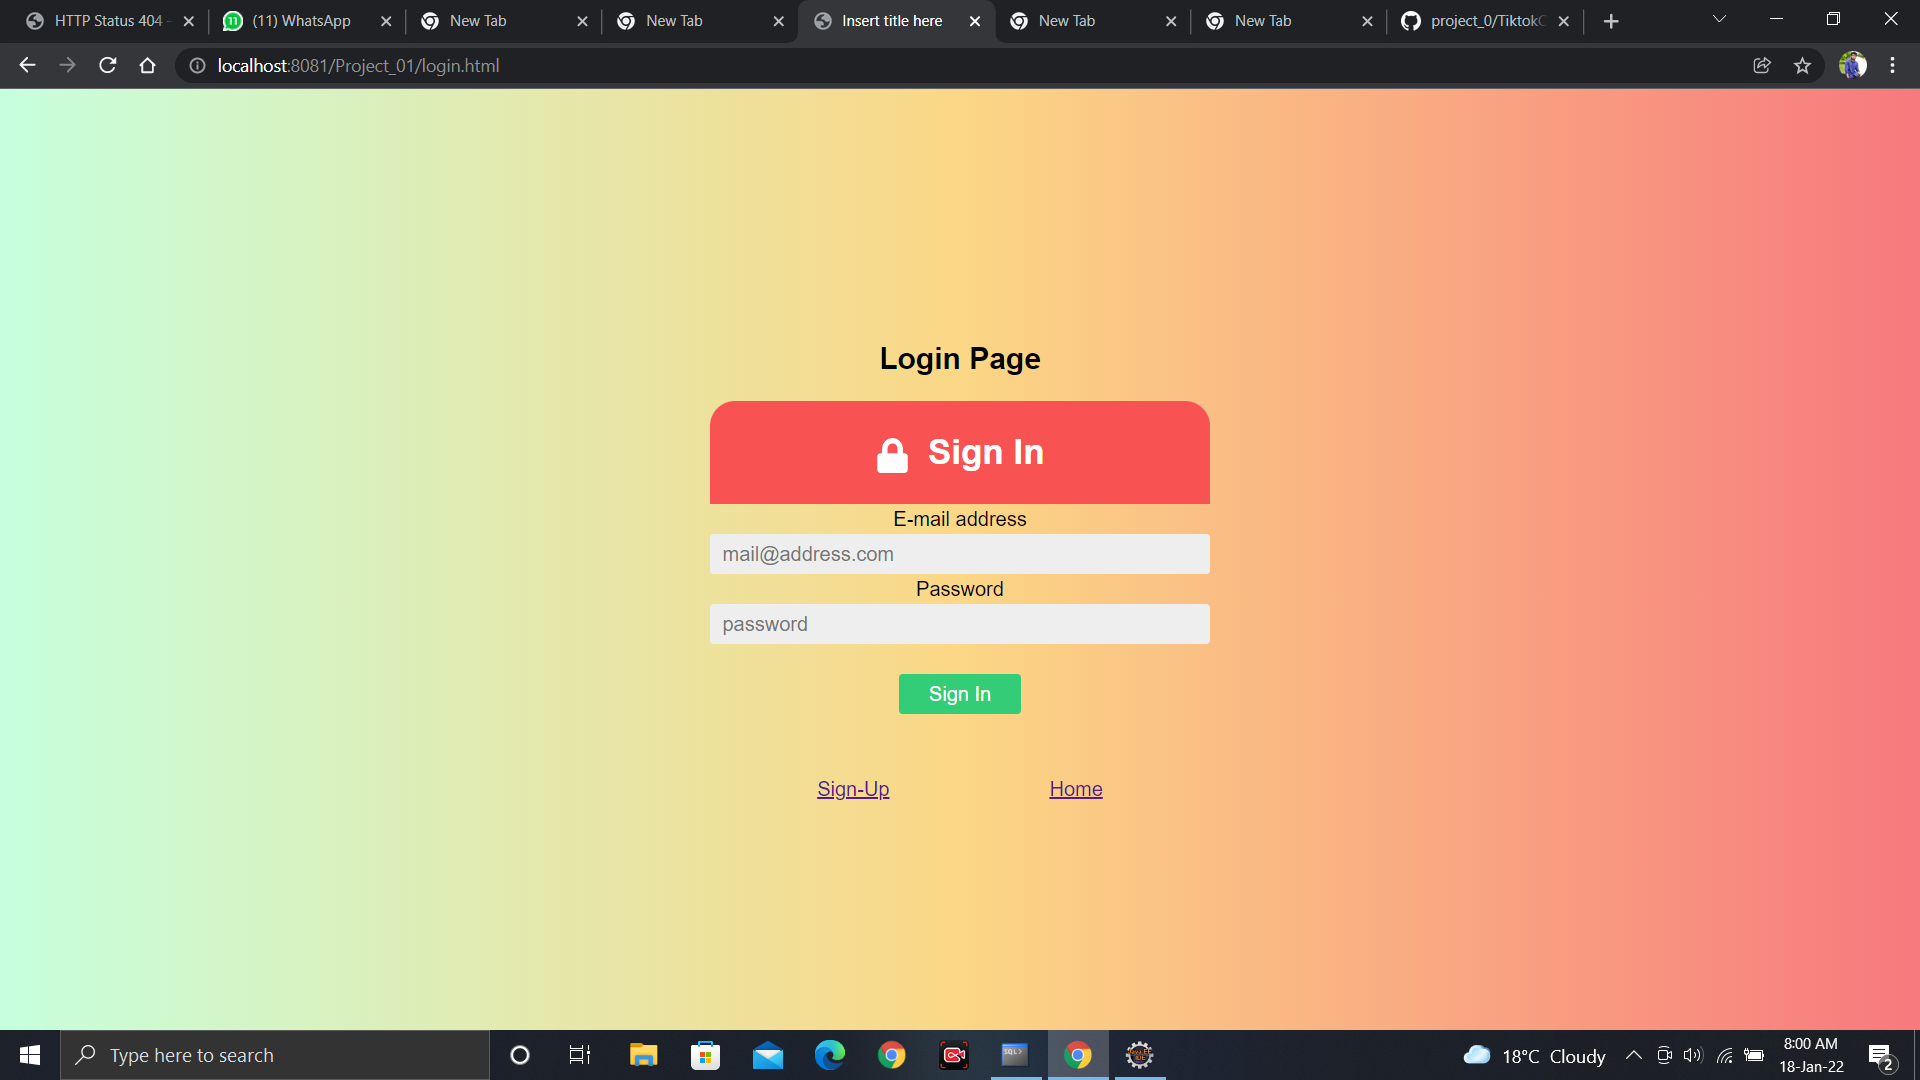 HTTP Status 404 -
(11) WhatsApp
New Tab
New Tab
Insert title here
New Tab
New Tab
project_0/Tiktok
localhost:8081/Project_01/login.html
Login Page
Sign In
E-mail address
mail@address.com
Password
password
Sign In
Sign-Up
Home
Type here to search
SQL>
18°C Cloudy
8:00 AM
18-Jan-22
2